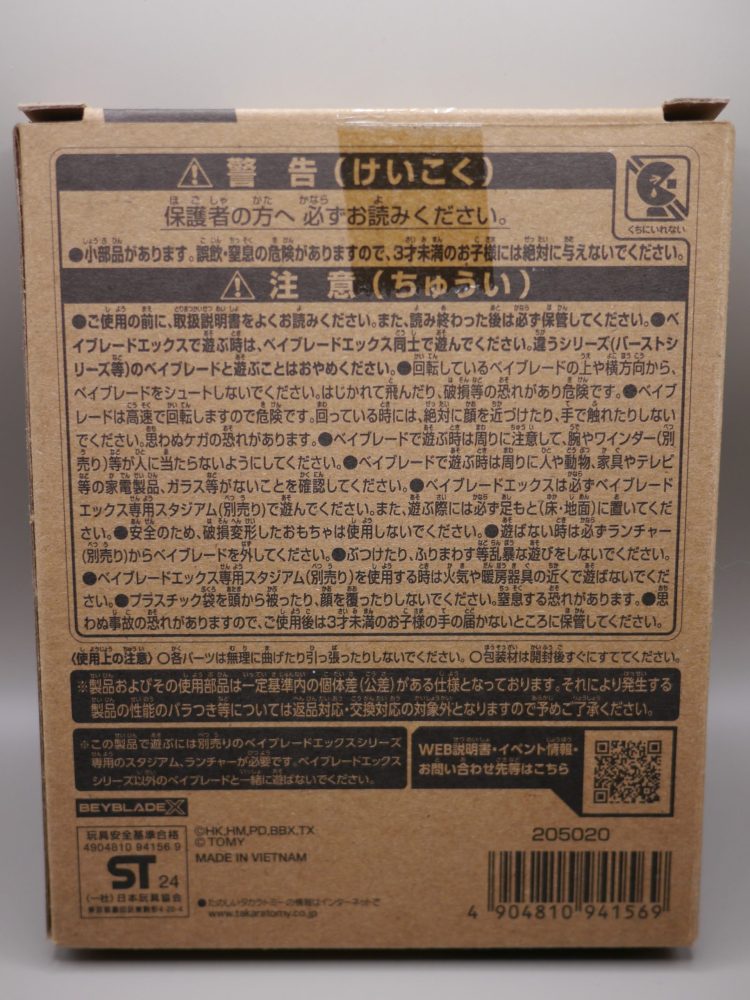 ⚠ 警告(けいこく)
くちにいれない
保護者の方へ 必ずお読みください。
●小部品があります。誤飲・窒息の危険がありますので、3才未満のお子様には絶対に与えないでください。
⚠ 注意(ちゅうい)
●ご使用の前に、取扱説明書をよくお読みください。また、読み終わった後は必ず保管してください。●ベ
イブレードエックスで遊ぶ時は、ベイブレードエックス同士で遊んでください。違うシリーズ(バーストシ
リーズ等)のベイブレードと遊ぶことはおやめください。●回転しているベイブレードの上や横方向から、
ベイブレードをシュートしないでください。はじかれて飛んだり、破損等の恐れがあり危険です。●ベイブ
レードは高速で回転しますので危険です。回っている時には、絶対に顔を近づけたり、手で触れたりしない
でください。思わぬケガの恐れがあります。●ベイブレードで遊ぶ時は周りに注意して、腕やワインダー(別
売り)等が人に当たらないようにしてください。●ベイブレードで遊ぶ時は周りに人や動物、家具やテレビ
等の家電製品、ガラス等がないことを確認してください。●ベイブレードエックスは必ずベイブレード
エックス専用スタジアム(別売り)で遊んでください。また、遊ぶ際には必ず足もと(床・地面)に置いてくだ
さい。●安全のため、破損変形したおもちゃは使用しないでください。●遊ばない時は必ずランチャー
(別売り)からベイブレードを外してください。●ぶつけたり、ふりまわす等乱暴な遊びをしないでください。
●ベイブレードエックス専用スタジアム(別売り)を使用する時は火気や暖房器具の近くで遊ばないでくだ
さい。●プラスチック袋を頭から被ったり、顔を覆ったりしないでください。窒息する恐れがあります。●思
わぬ事故の恐れがありますので、ご使用後は3才未満のお子様の手の届かないところに保管してください。
〈使用上の注意〉○各パーツは無理に曲げたり引っ張ったりしないでください。○包装材は開封後すぐにすててください。
※製品およびその使用部品は一定基準内の個体差(公差)がある仕様となっております。それにより発生する
製品の性能のバラつき等については返品対応・交換対応の対象外となりますので予めご了承ください。
※この製品で遊ぶには別売りのベイブレードエックスシリーズ
専用のスタジアム、ランチャーが必要です。ベイブレードエックス
シリーズ以外のベイブレードと一緒に遊ばないでください。
WEB説明書・イベント情報・
お問い合わせ先等はこちら
BEYBLADE X
玩具安全基準合格
4904810 94156 9
ST 24
(一社)日本玩具協会
東京都墨田区東駒形4-22-4
©HK,HM,PD,BBX,TX
© TOMY
MADE IN VIETNAM
●たのしいタカラトミーの情報はインターネットで
www.takaratomy.co.jp
205020
4 904810 941569